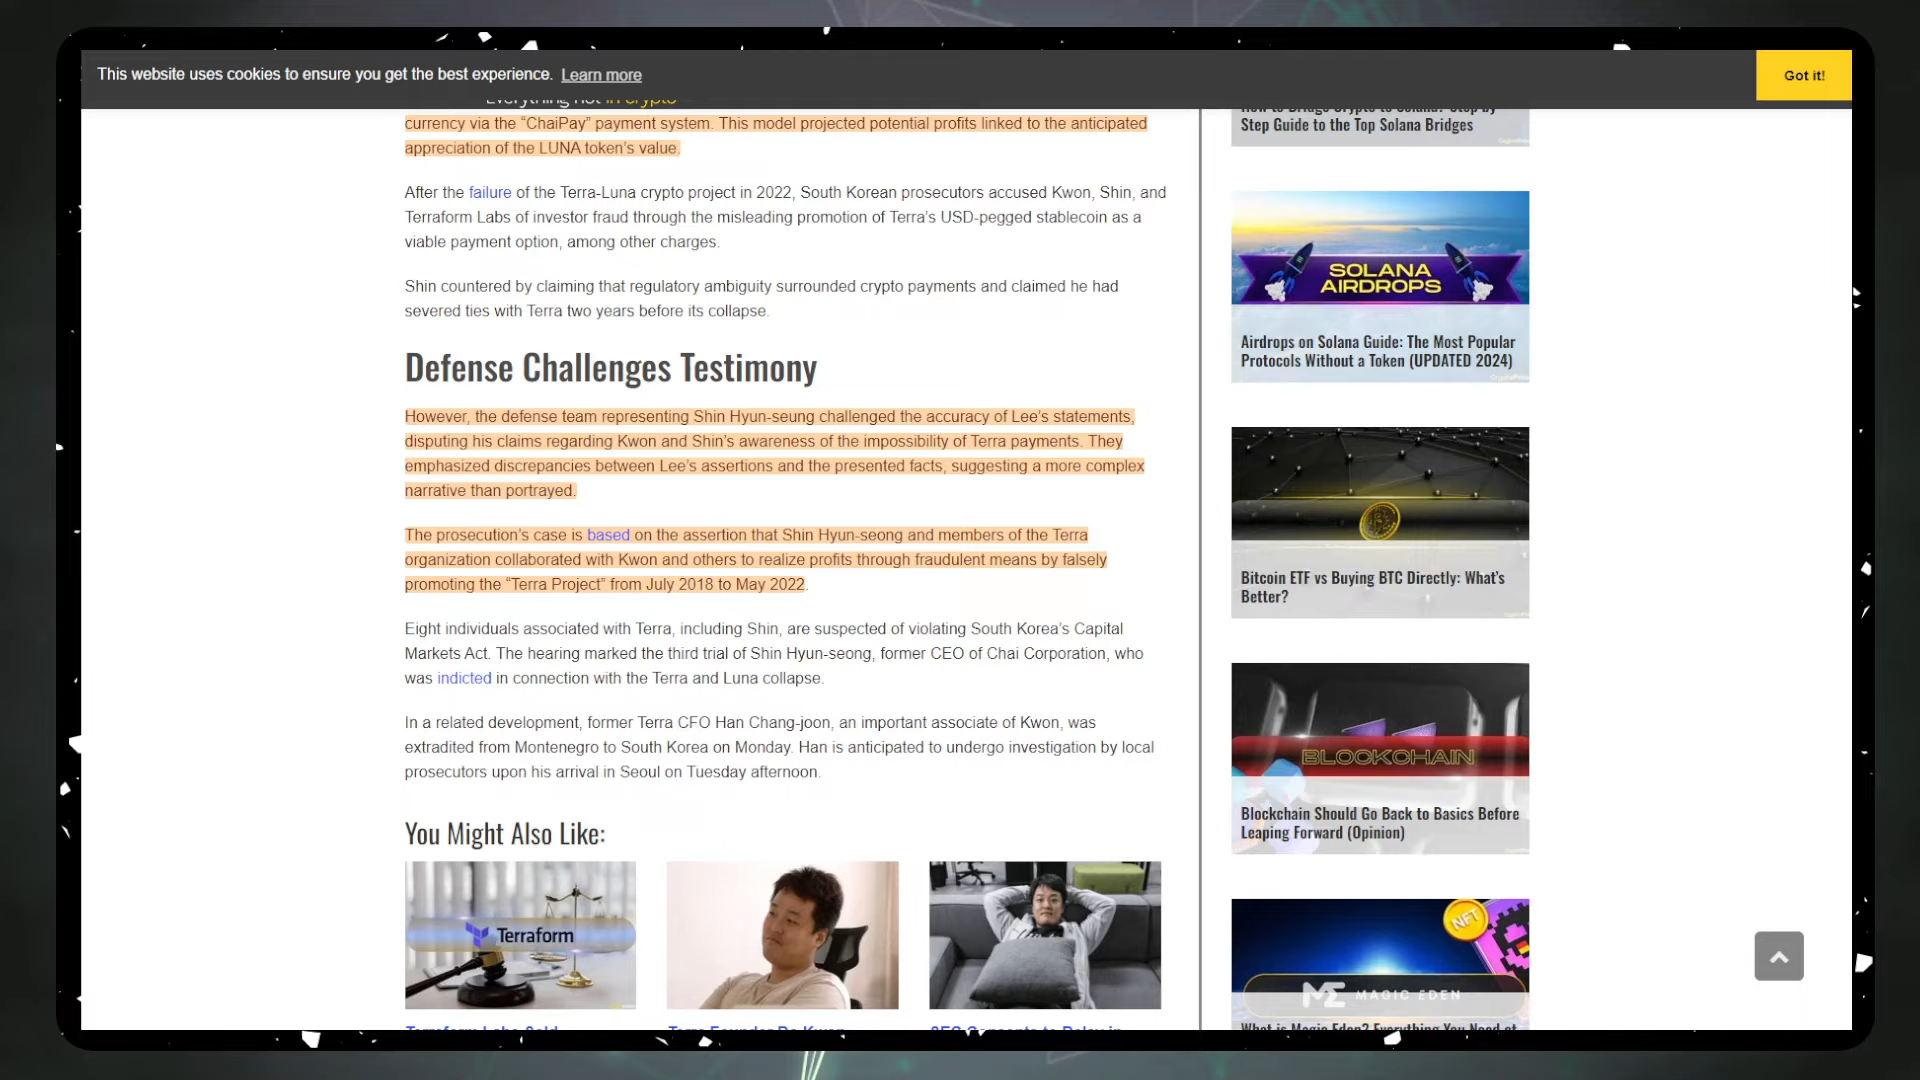 This website uses cookies to ensure you get the best experience. Learn more
Got it!
Everything hot in crypto
currency via the “ChaiPay” payment system. This model projected potential profits linked to the anticipated
appreciation of the LUNA token’s value.
After the failure of the Terra-Luna crypto project in 2022, South Korean prosecutors accused Kwon, Shin, and
Terraform Labs of investor fraud through the misleading promotion of Terra’s USD-pegged stablecoin as a
viable payment option, among other charges.
Shin countered by claiming that regulatory ambiguity surrounded crypto payments and claimed he had
severed ties with Terra two years before its collapse.
Defense Challenges Testimony
However, the defense team representing Shin Hyun-seung challenged the accuracy of Lee’s statements,
disputing his claims regarding Kwon and Shin’s awareness of the impossibility of Terra payments. They
emphasized discrepancies between Lee’s assertions and the presented facts, suggesting a more complex
narrative than portrayed.
The prosecution’s case is based on the assertion that Shin Hyun-seong and members of the Terra
organization collaborated with Kwon and others to realize profits through fraudulent means by falsely
promoting the “Terra Project” from July 2018 to May 2022.
Eight individuals associated with Terra, including Shin, are suspected of violating South Korea’s Capital
Markets Act. The hearing marked the third trial of Shin Hyun-seong, former CEO of Chai Corporation, who
was indicted in connection with the Terra and Luna collapse.
In a related development, former Terra CFO Han Chang-joon, an important associate of Kwon, was
extradited from Montenegro to South Korea on Monday. Han is anticipated to undergo investigation by local
prosecutors upon his arrival in Seoul on Tuesday afternoon.
You Might Also Like:
Terraform
Terraform Labs Sold
Terra Founder Do Kwon
SEC Consents to Delay in
How to Bridge Crypto to Solana? Step by
Step Guide to the Top Solana Bridges
SOLANA
AIRDROPS
Airdrops on Solana Guide: The Most Popular
Protocols Without a Token (UPDATED 2024)
Bitcoin ETF vs Buying BTC Directly: What’s
Better?
BLOCKCHAIN
Blockchain Should Go Back to Basics Before
Leaping Forward (Opinion)
NFT
ME MAGIC EDEN
What is Magic Eden? Everything You Need at